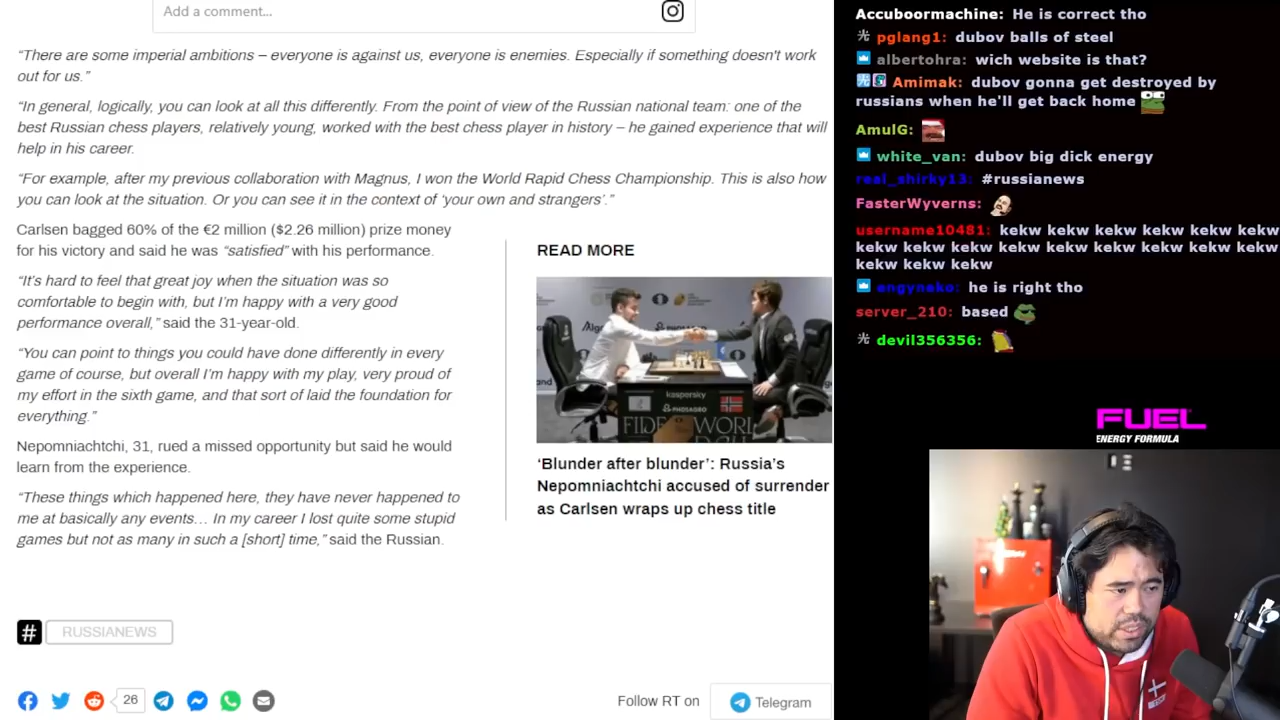 Add a comment…
“There are some imperial ambitions – everyone is against us, everyone is enemies. Especially if something doesn't work
out for us.”
“In general, logically, you can look at all this differently. From the point of view of the Russian national team: one of the
best Russian chess players, relatively young, worked with the best chess player in history – he gained experience that will
help in his career.
“For example, after my previous collaboration with Magnus, I won the World Rapid Chess Championship. This is also how
you can look at the situation. Or you can see it in the context of ‘your own and strangers’.”
Carlsen bagged 60% of the €2 million ($2.26 million) prize money
for his victory and said he was “satisfied” with his performance.
“It’s hard to feel that great joy when the situation was so
comfortable to begin with, but I’m happy with a very good
performance overall,” said the 31-year-old.
“You can point to things you could have done differently in every
game of course, but overall I’m happy with my play, very proud of
my effort in the sixth game, and that sort of laid the foundation for
everything.”
Nepomniachtchi, 31, rued a missed opportunity but said he would
learn from the experience.
“These things which happened here, they have never happened to
me at basically any events… In my career I lost quite some stupid
games but not as many in such a [short] time,” said the Russian.
READ MORE
kaspersky
PHOSAGRO
FIDE WORL
‘Blunder after blunder’: Russia’s
Nepomniachtchi accused of surrender
as Carlsen wraps up chess title
# RUSSIANEWS
26
Follow RT on
Telegram
Accuboormachine: He is correct tho
pglang1: dubov balls of steel
albertohra: wich website is that?
Amimak: dubov gonna get destroyed by
russians when he'll get back home
AmulG:
white_van: dubov big dick energy
real_shirky13: #russianews
FasterWyverns:
username10481: kekw kekw kekw kekw kekw kekw
kekw kekw kekw kekw kekw kekw kekw kekw kekw
kekw kekw kekw
angyneko: he is right tho
server_210: based
devil356356:
FUEL
ENERGY FORMULA